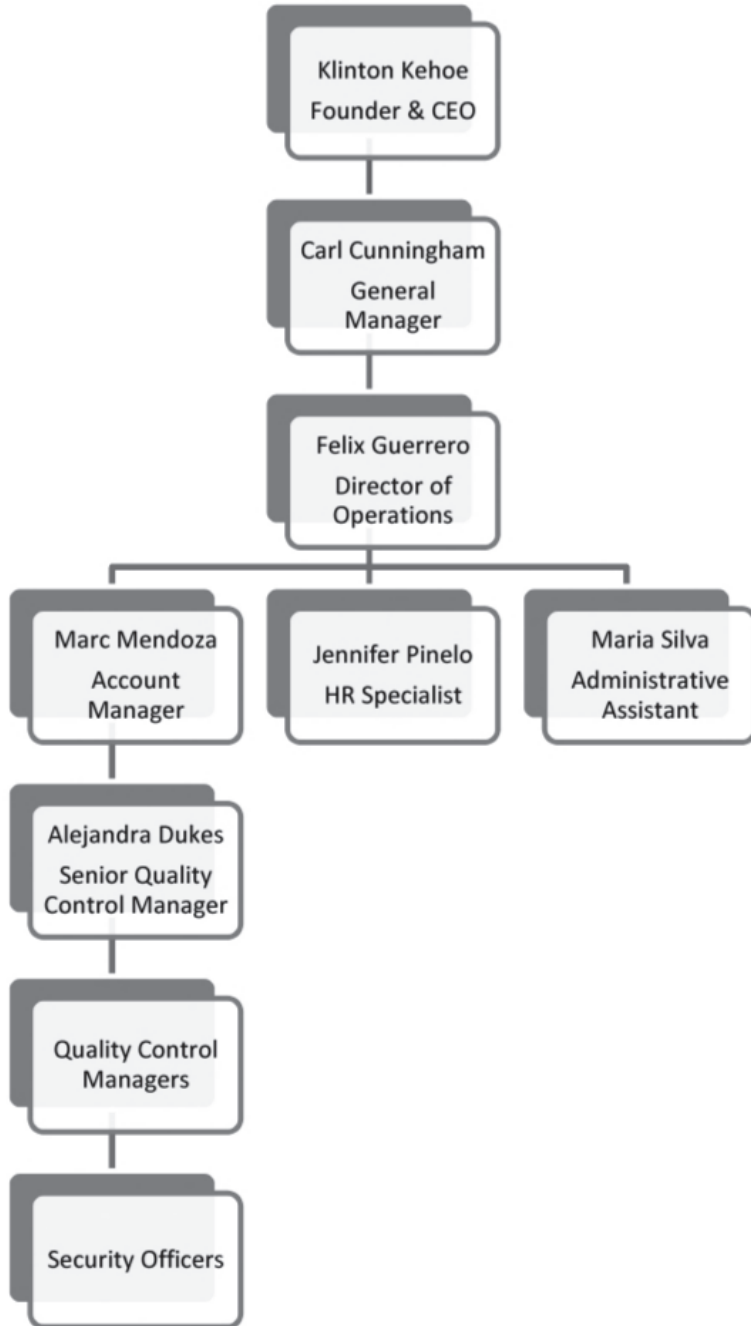 Klinton Kehoe
Founder & CEO
Carl Cunningham
General
Manager
Felix Guerrero
Director of
Operations
Marc Mendoza
Account
Manager
Jennifer Pinelo
HR Specialist
Maria Silva
Administrative
Assistant
Alejandra Dukes
Senior Quality
Control Manager
Quality Control
Managers
Security Officers